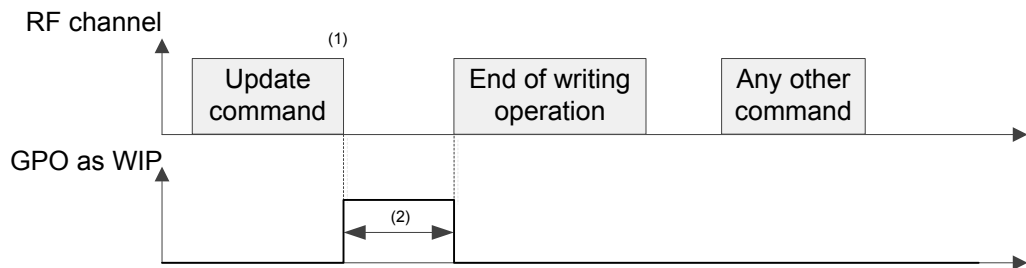 RF channel
(1)
Update
command
End of writing
operation
Any other
command
GPO as WIP
(2)